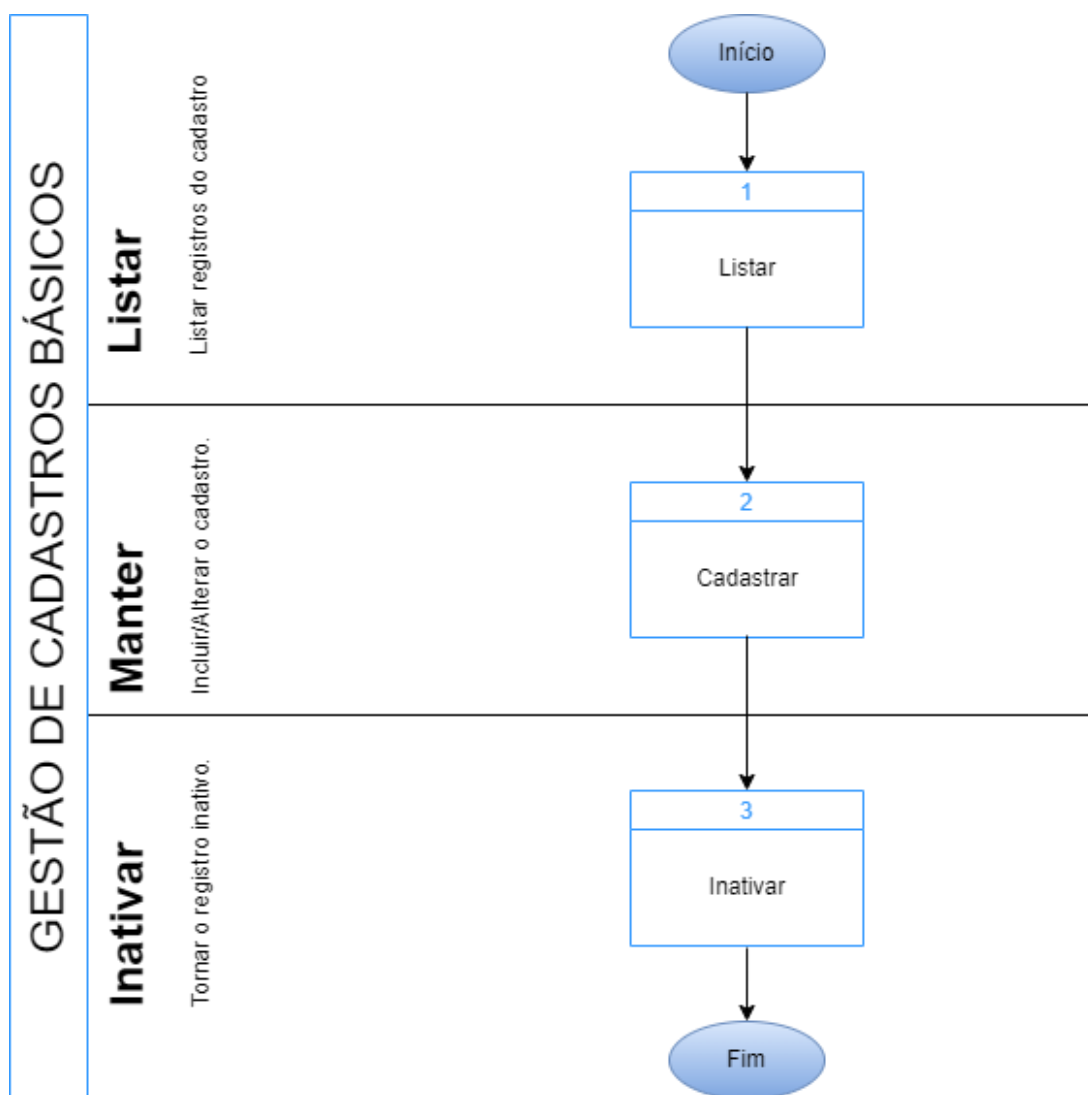 GESTÃO DE CADASTROS BÁSICOS
Listar
Listar registros do cadastro
Início
1
Listar
Manter
Incluir/Alterar o cadastro.
2
Cadastrar
Inativar
Tornar o registro inativo.
3
Inativar
Fim